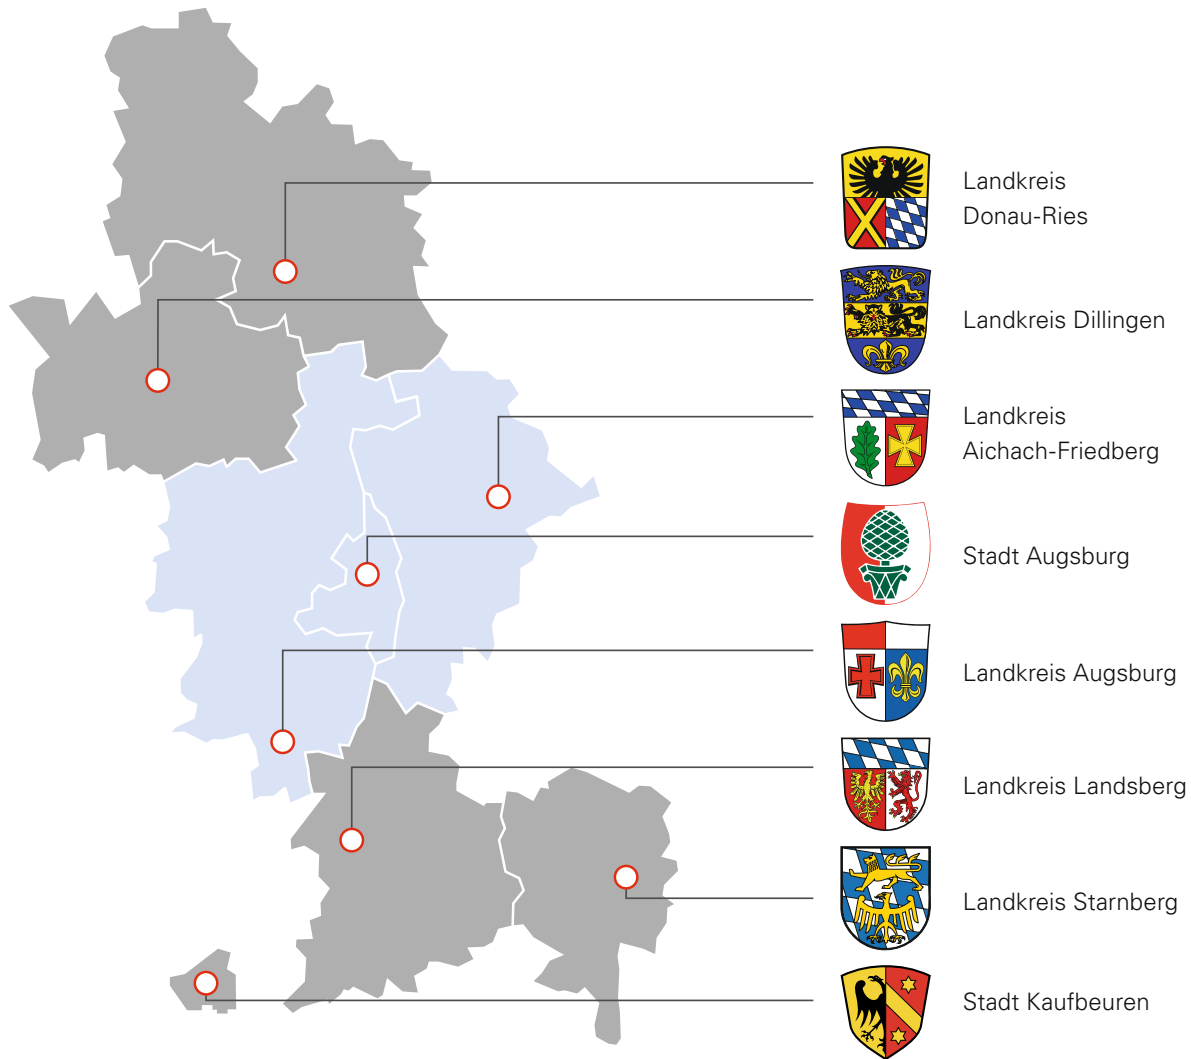 Landkreis
Donau-Ries
Landkreis Dillingen
Landkreis
Aichach-Friedberg
Stadt Augsburg
Landkreis Augsburg
Landkreis Landsberg
Landkreis Starnberg
Stadt Kaufbeuren